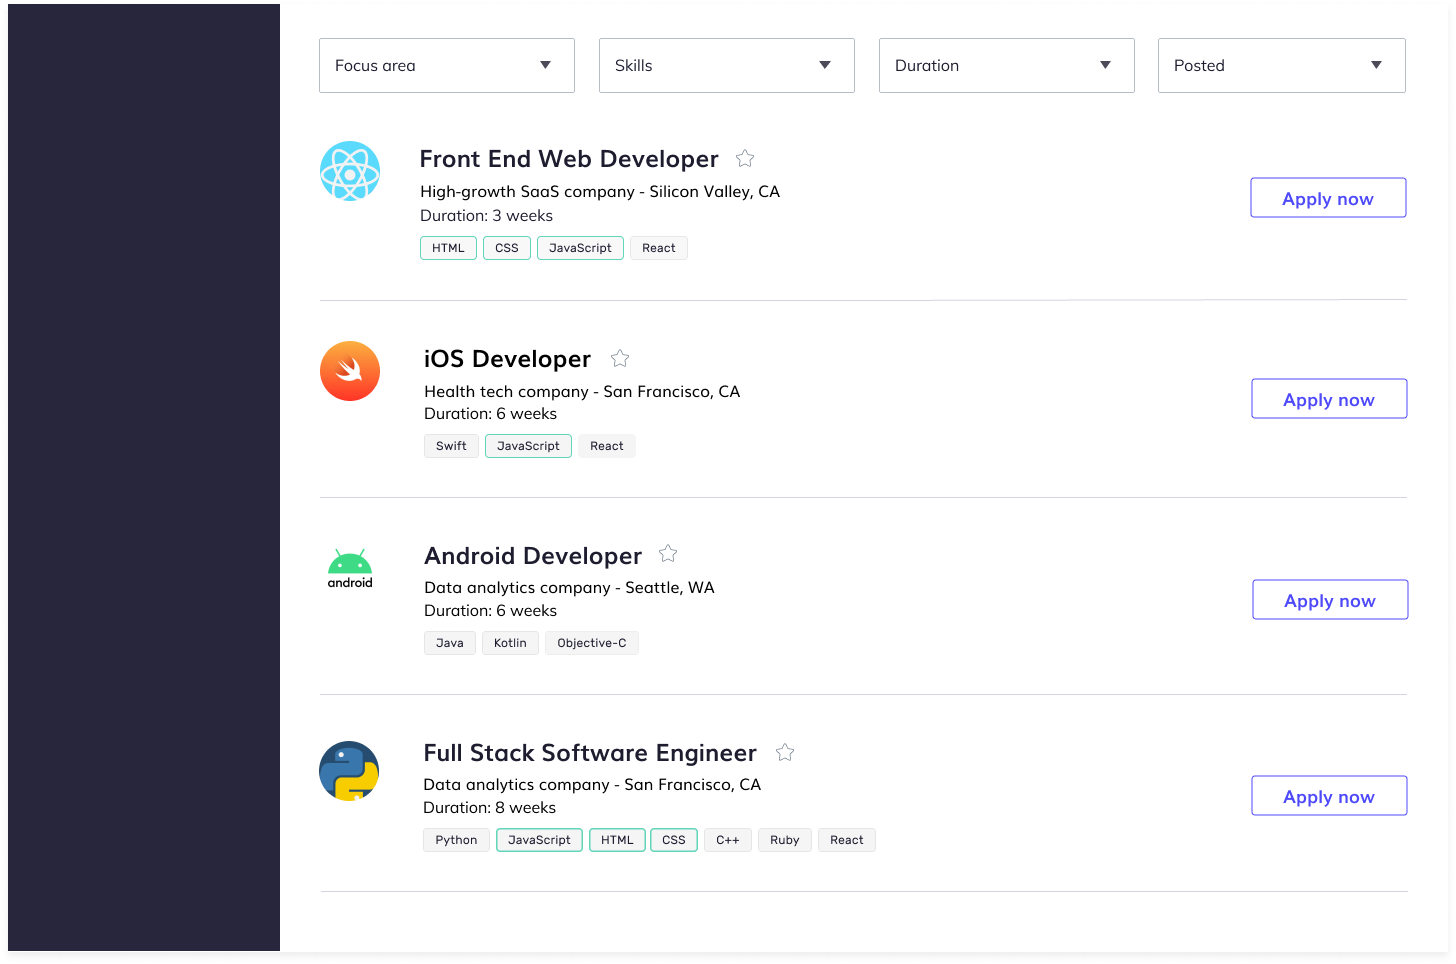 Focus area Skills Duration Posted
Front End Web Developer
High-growth SaaS company - Silicon Valley, CA
Duration: 3 weeks
Apply now
HTML CSS JavaScript React
iOS Developer
Health tech company - San Francisco, CA
Duration: 6 weeks
Apply now
Swift JavaScript React
android
Android Developer
Data analytics company - Seattle, WA
Duration: 6 weeks
Apply now
Java Kotlin Objective-C
Full Stack Software Engineer
Data analytics company - San Francisco, CA
Duration: 8 weeks
Apply now
Python JavaScript HTML CSS C++ Ruby React